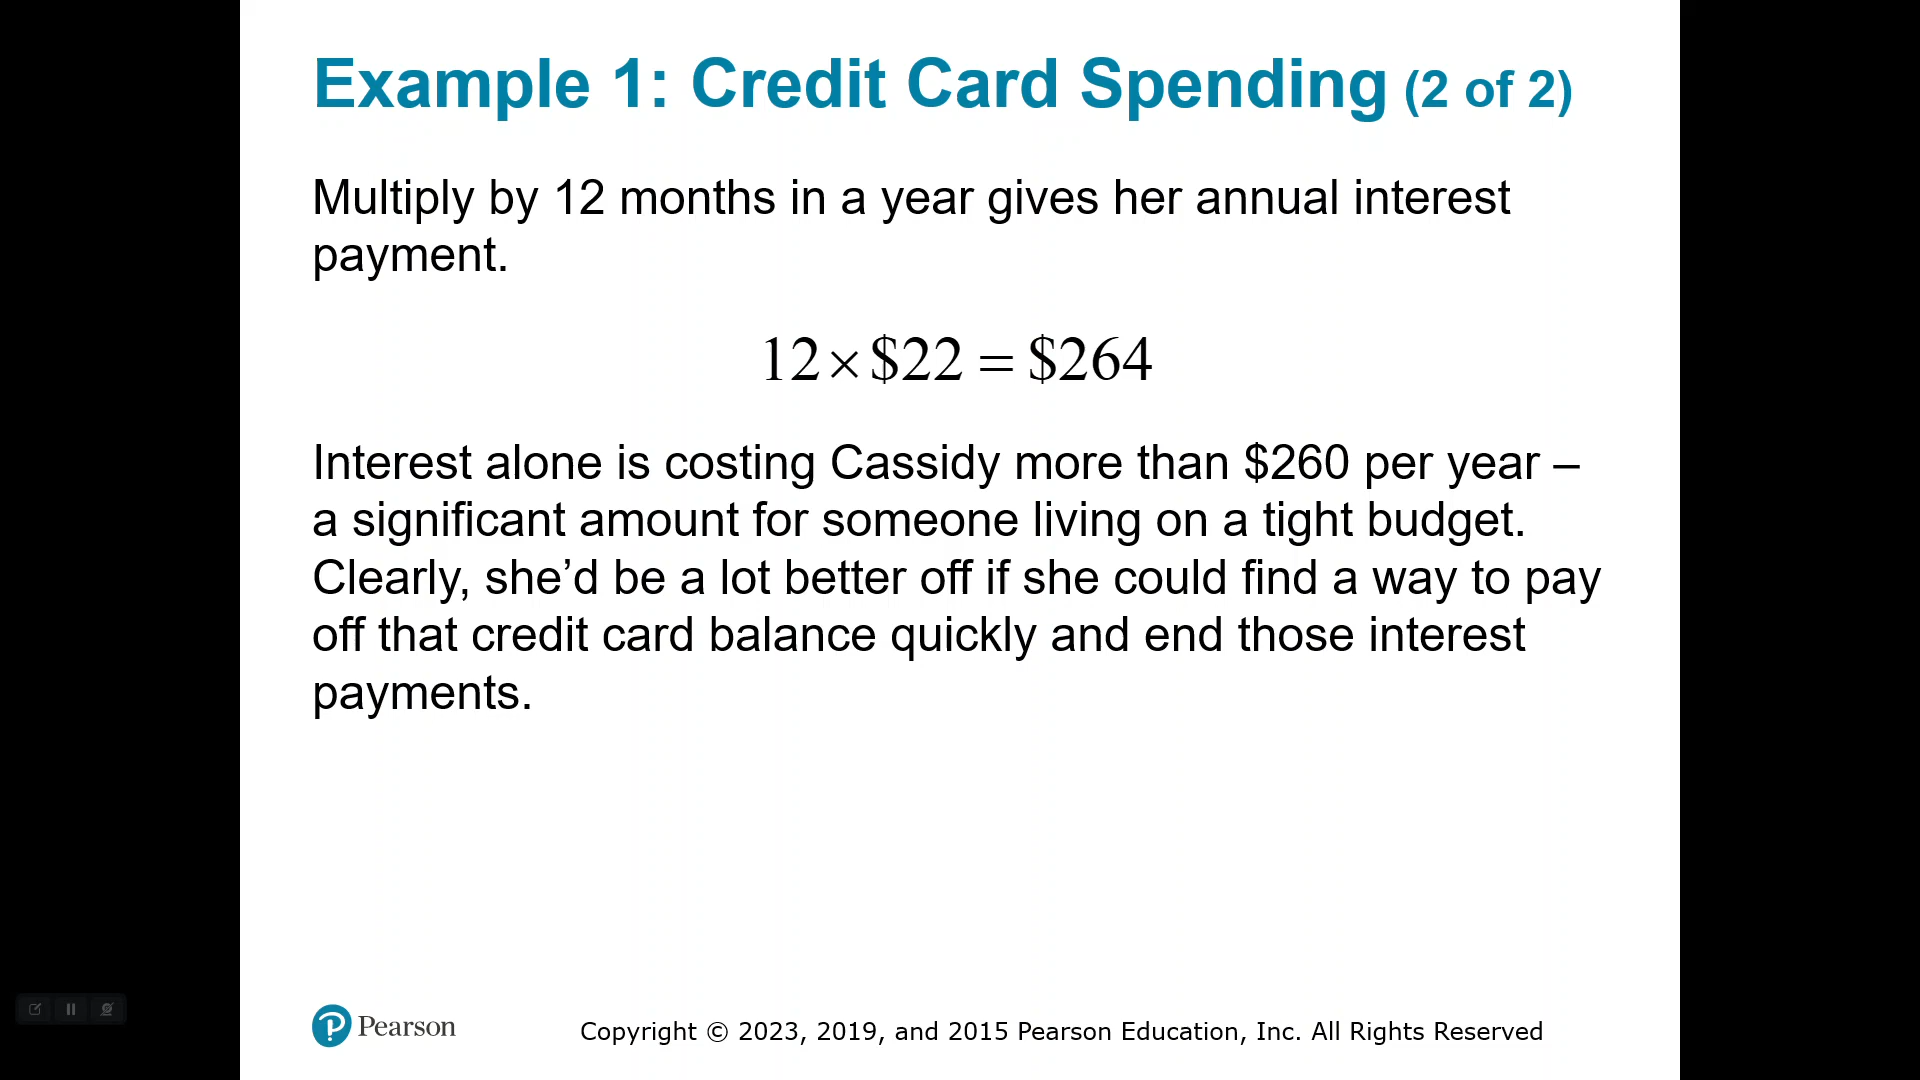 Example 1: Credit Card Spending (2 of 2)
Multiply by 12 months in a year gives her annual interest
payment.
12 × $22 = $264
Interest alone is costing Cassidy more than $260 per year –
a significant amount for someone living on a tight budget.
Clearly, she’d be a lot better off if she could find a way to pay
off that credit card balance quickly and end those interest
payments.
Pearson
Copyright © 2023, 2019, and 2015 Pearson Education, Inc. All Rights Reserved